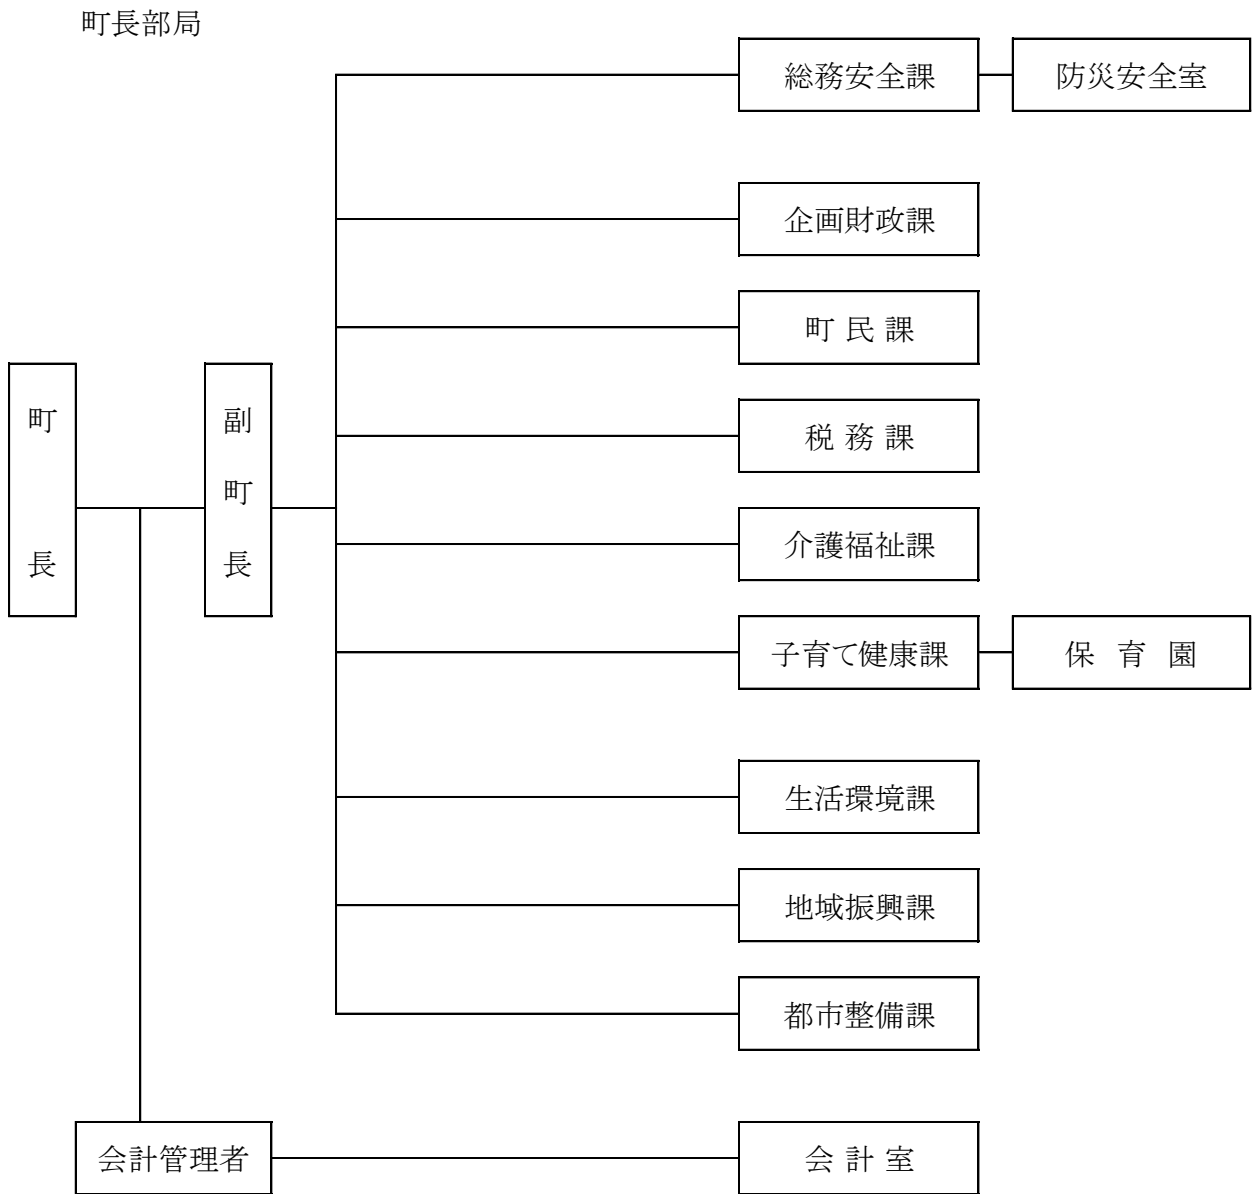 町長部局
総務安全課
防災安全室
企画財政課
町民課
税務課
町長
副町長
介護福祉課
子育て健康課
保育園
生活環境課
地域振興課
都市整備課
会計管理者
会計室